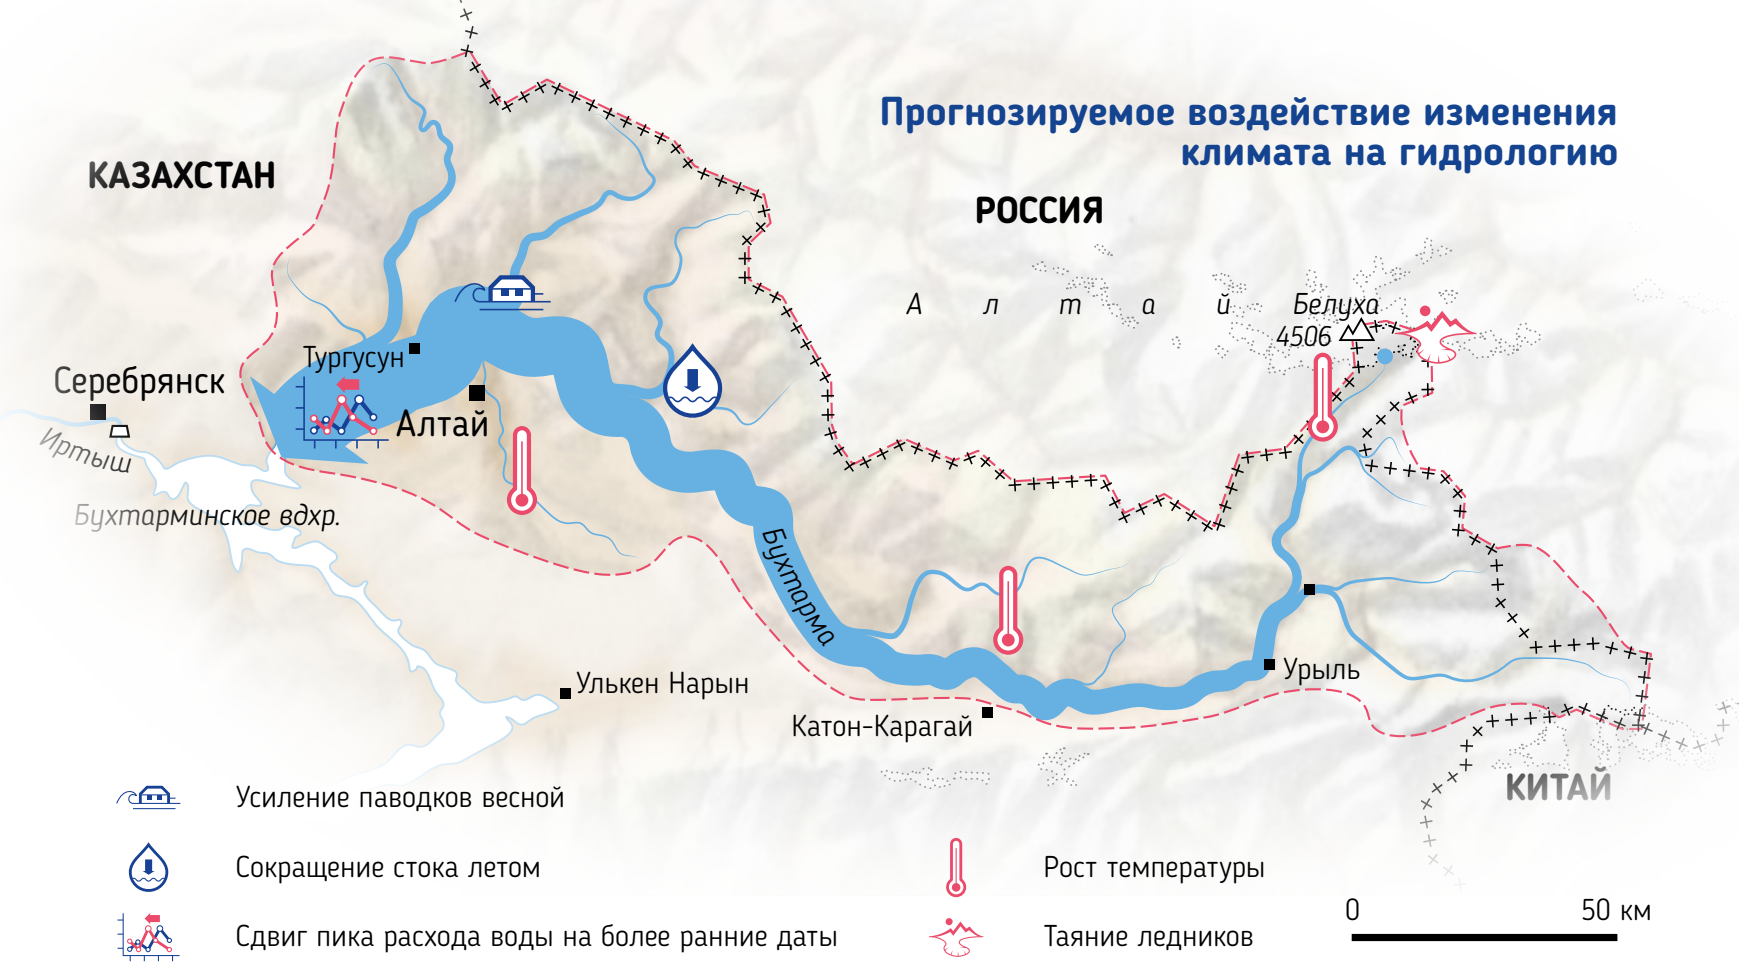 Прогнозируемое воздействие изменения
климата на гидрологию
КАЗАХСТАН
РОССИЯ
Алтай
Белуха
4506
Тургусун
Серебрянск
Алтай
Иртыш
Бухтарминское вдхр.
Бухтарма
Урыль
Улькен Нарын
Катон-Карагай
КИТАЙ
Усиление паводков весной
Сокращение стока летом
Рост температуры
0 50 км
Сдвиг пика расхода воды на более ранние даты
Таяние ледников